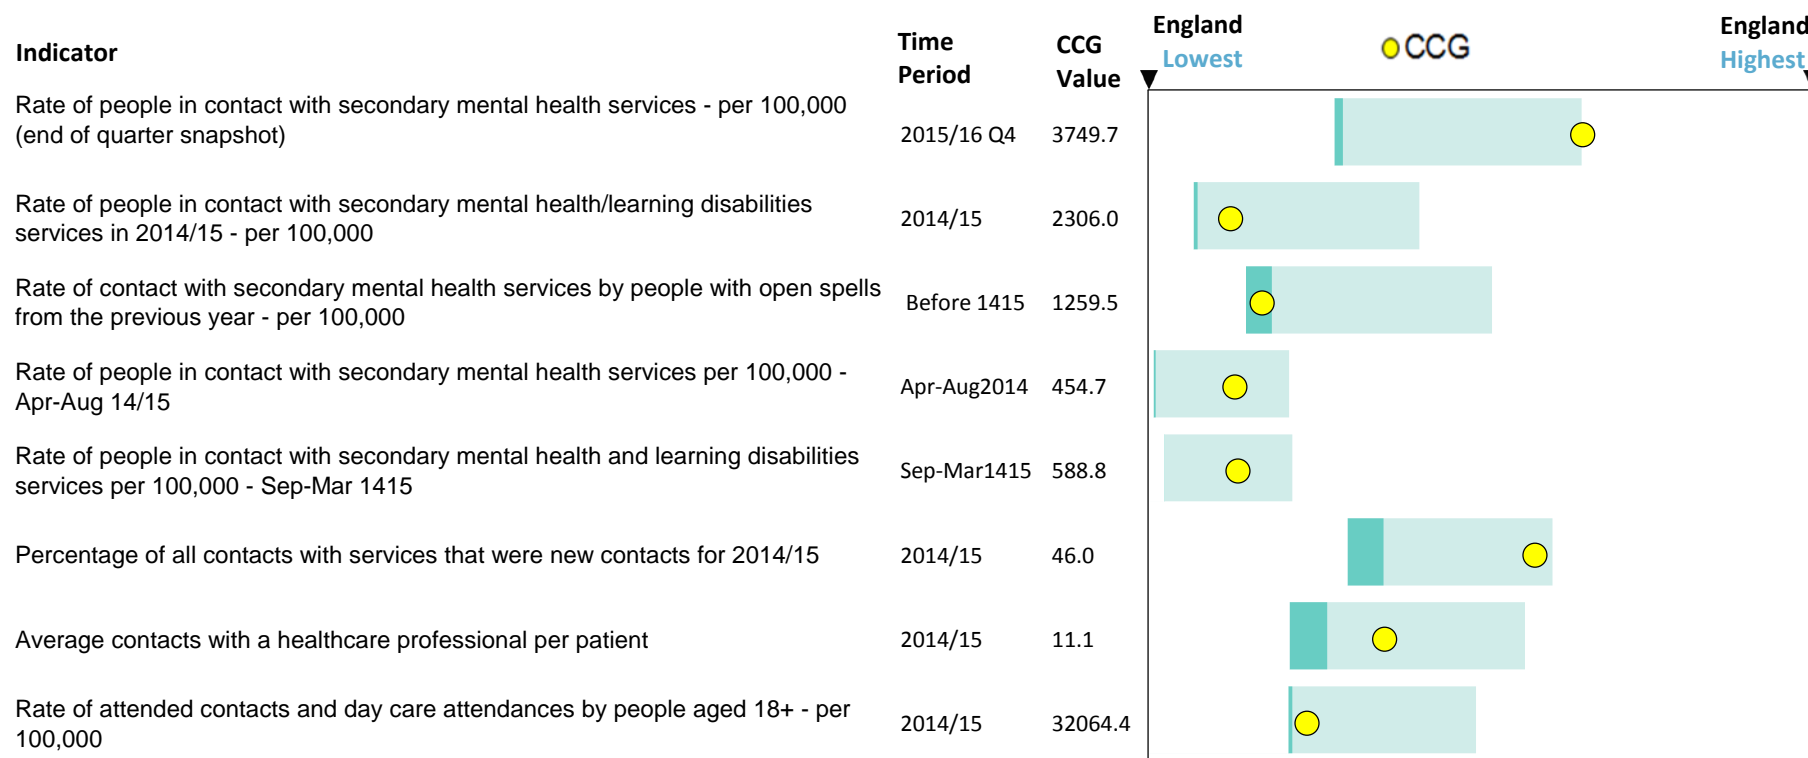 Indicator
Time
Period
CCG
Value
England
Lowest
CCG
England
Highest
Rate of people in contact with secondary mental health services - per 100,000
(end of quarter snapshot)
2015/16 Q4
3749.7
Rate of people in contact with secondary mental health/learning disabilities
services in 2014/15 - per 100,000
2014/15
2306.0
Rate of contact with secondary mental health services by people with open spells
from the previous year - per 100,000
Before 1415
1259.5
Rate of people in contact with secondary mental health services per 100,000 -
Apr-Aug 14/15
Apr-Aug2014
454.7
Rate of people in contact with secondary mental health and learning disabilities
services per 100,000 - Sep-Mar 1415
Sep-Mar1415
588.8
Percentage of all contacts with services that were new contacts for 2014/15
2014/15
46.0
Average contacts with a healthcare professional per patient
2014/15
11.1
Rate of attended contacts and day care attendances by people aged 18+ - per
100,000
2014/15
32064.4